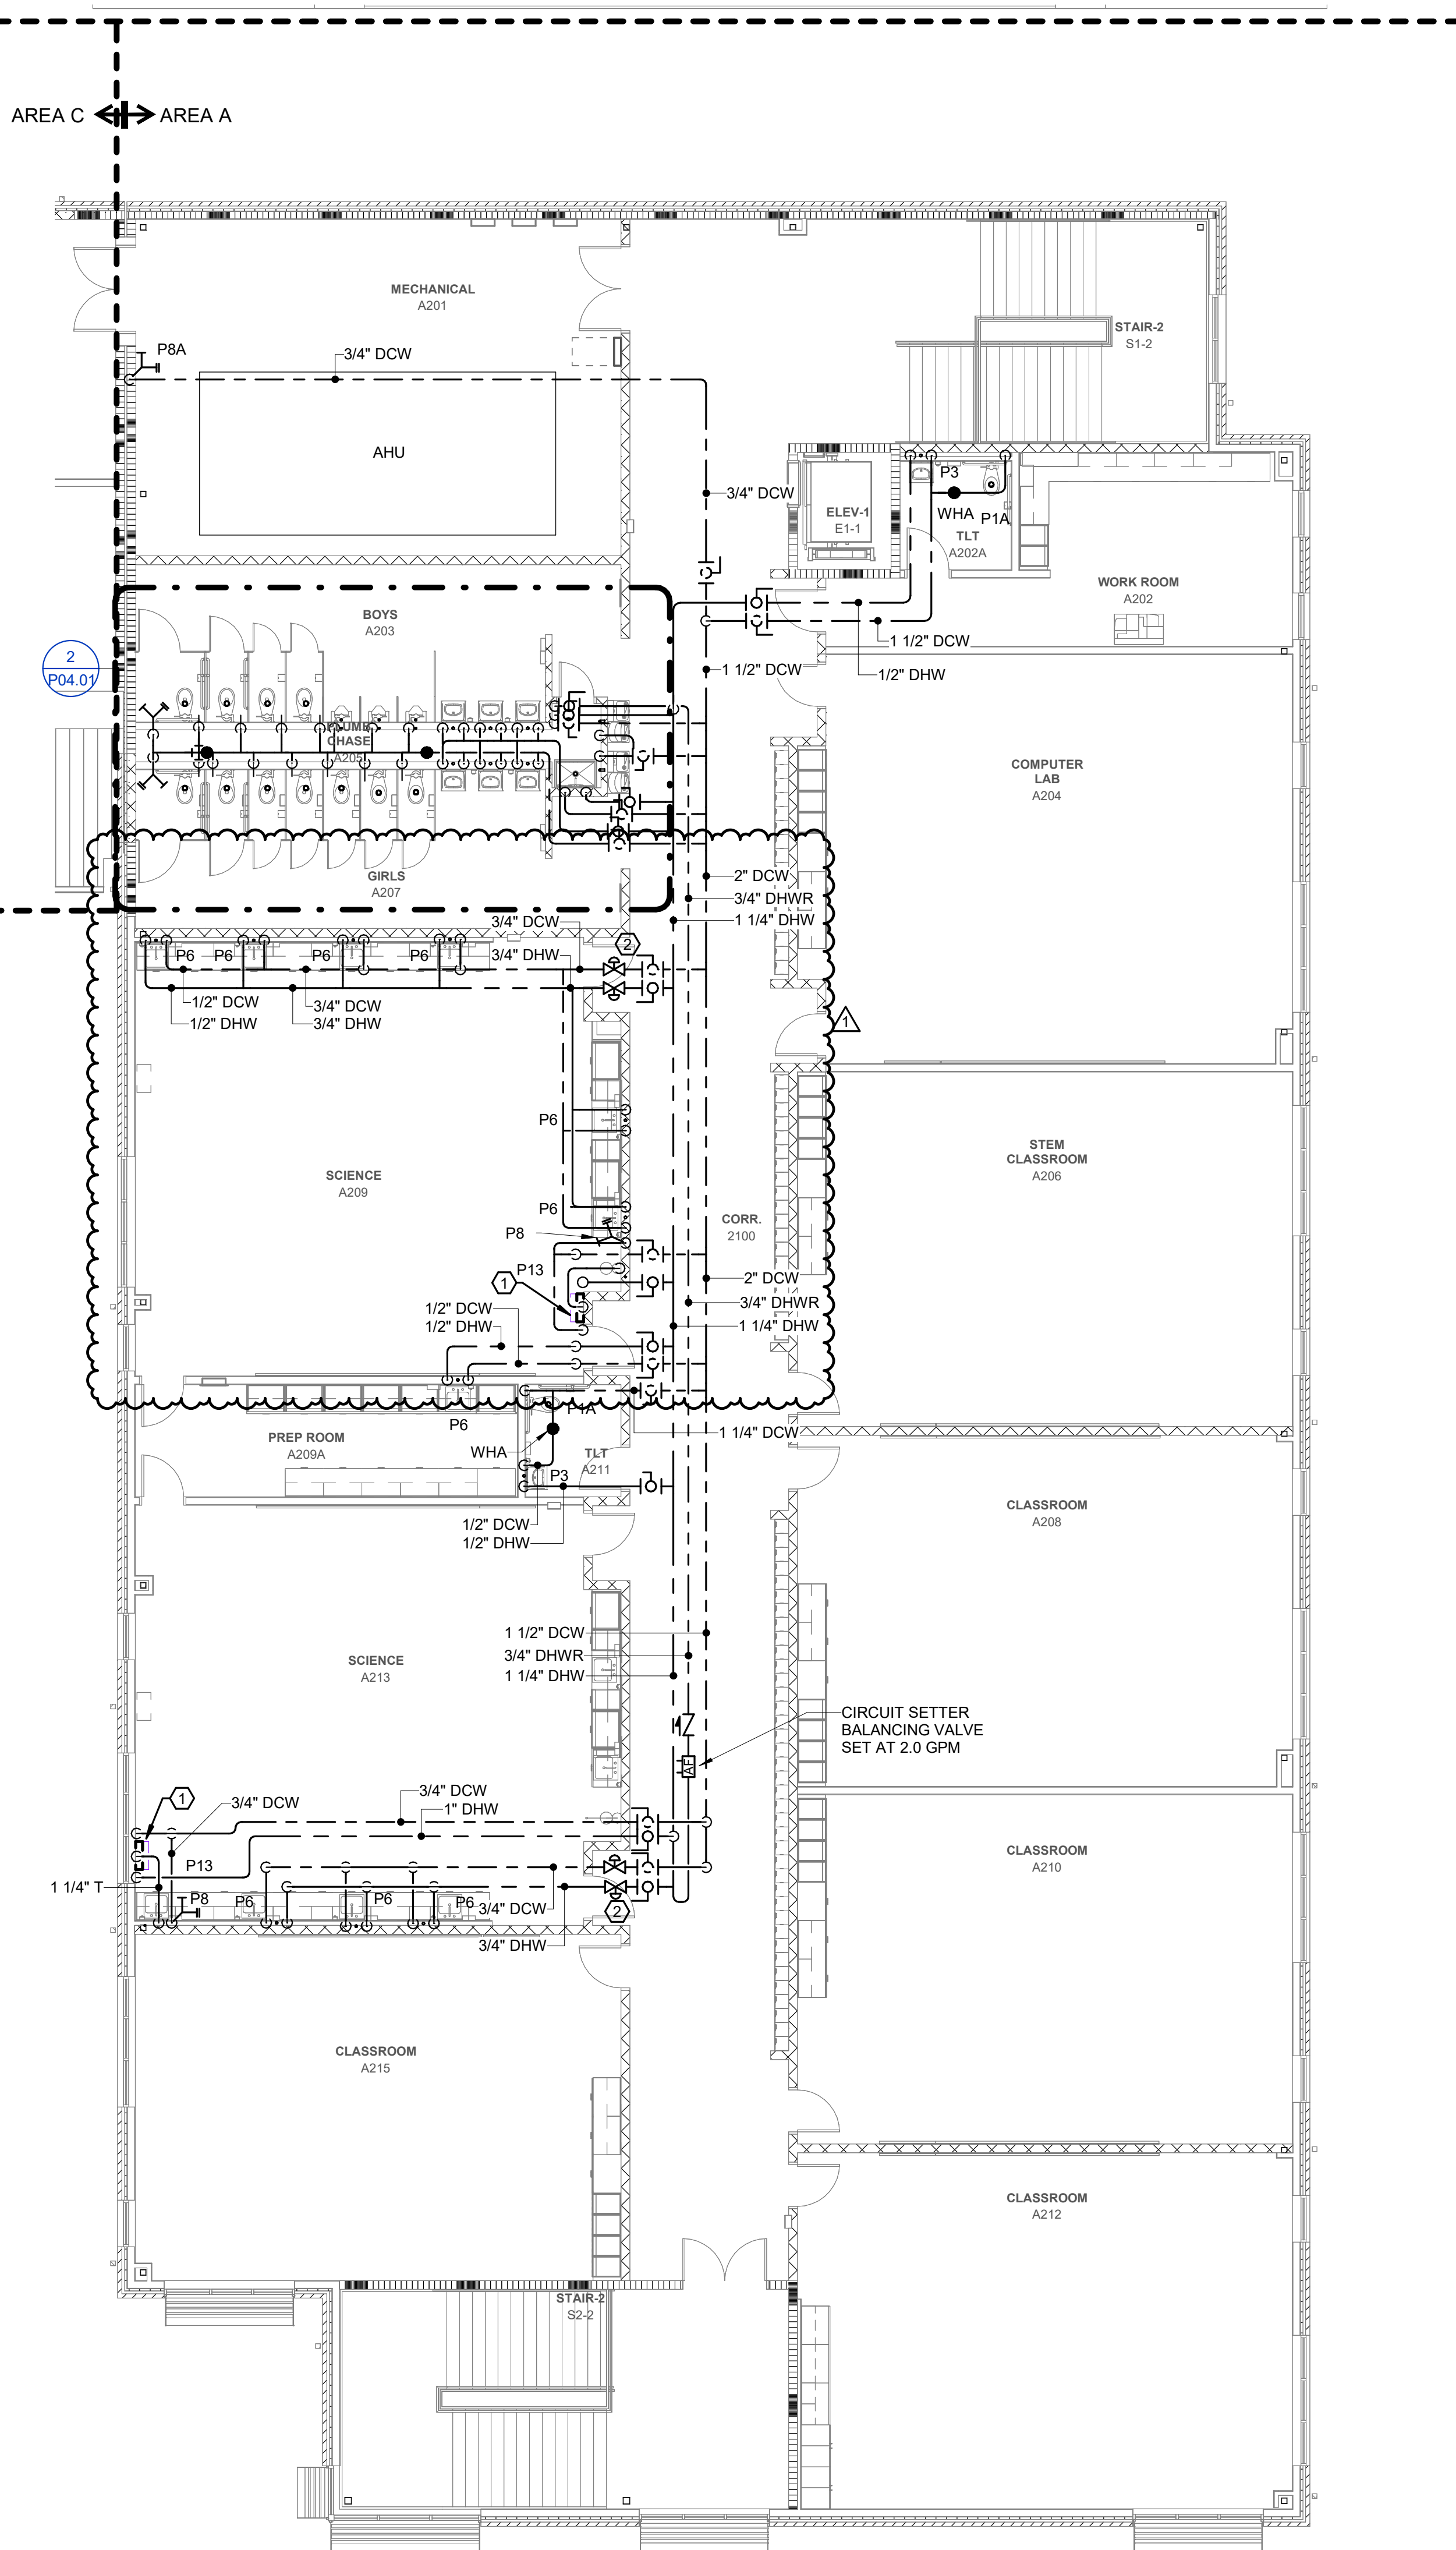 AREA C
AREA A
MECHANICAL
A201
STAIR-2
S1-2
P8A
3/4" DCW
AHU
3/4" DCW
P3
WHA
P1A
ELEV-1
E1-1
TLT
A202A
WORK ROOM
A202
BOYS
A203
1 1/2" DCW
1/2" DHW
1 1/2" DCW
2
P04.01
PLUMB
CHASE
A205
COMPUTER
LAB
A204
GIRLS
A207
2" DCW
3/4" DHWR
1 1/4" DHW
3/4" DCW
2
3/4" DHW
P6
P6
P6
P6
1/2" DCW
3/4" DCW
1/2" DHW
3/4" DHW
1
P6
STEM
CLASSROOM
A206
SCIENCE
A209
P6
P8
CORR.
2100
P13
1
2" DCW
3/4" DHWR
1 1/4" DHW
1/2" DCW
1/2" DHW
P1A
P6
1 1/4" DCW
PREP ROOM
A209A
WHA
TLT
A211
P3
CLASSROOM
A208
1/2" DCW
1/2" DHW
1 1/2" DCW
3/4" DHWR
1 1/4" DHW
SCIENCE
A213
CIRCUIT SETTER
BALANCING VALVE
SET AT 2.0 GPM
AF
1
3/4" DCW
3/4" DCW
1" DHW
CLASSROOM
A210
P13
1 1/4" T
P8
P6
P6
P6
3/4" DCW
2
3/4" DHW
CLASSROOM
A215
CLASSROOM
A212
STAIR-2
S2-2